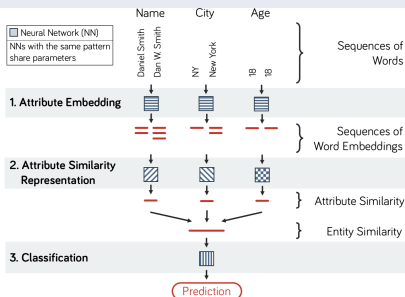 Name City Age
Neural Network (NN)
NNs with the same pattern
share parameters
Daniel Smith
Dan W. Smith
NY
New York
18
18
Sequences of
Words
1. Attribute Embedding
Sequences of
Word Embeddings
2. Attribute Similarity
Representation
Attribute Similarity
Entity Similarity
3. Classification
Prediction